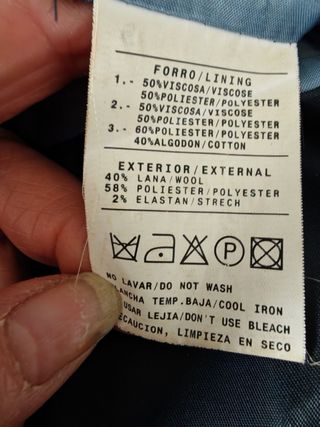 FORRO/LINING
1.- 50%VISCOSA/VISCOSE
50%POLIESTER/POLYESTER
2.- 50%VISCOSA/VISCOSE
50%POLIESTER/POLYESTER
3.- 60%POLIESTER/POLYESTER
40%ALGODON/COTTON
EXTERIOR/EXTERNAL
40% LANA/WOOL
58% POLIESTER/POLYESTER
2% ELASTAN/STRECH
P
NO LAVAR/DO NOT WASH
LANCHA TEMP.BAJA/COOL IRON
USAR LEJIA/DON'T USE BLEACH
ECAUCION, LIMPIEZA EN SECO